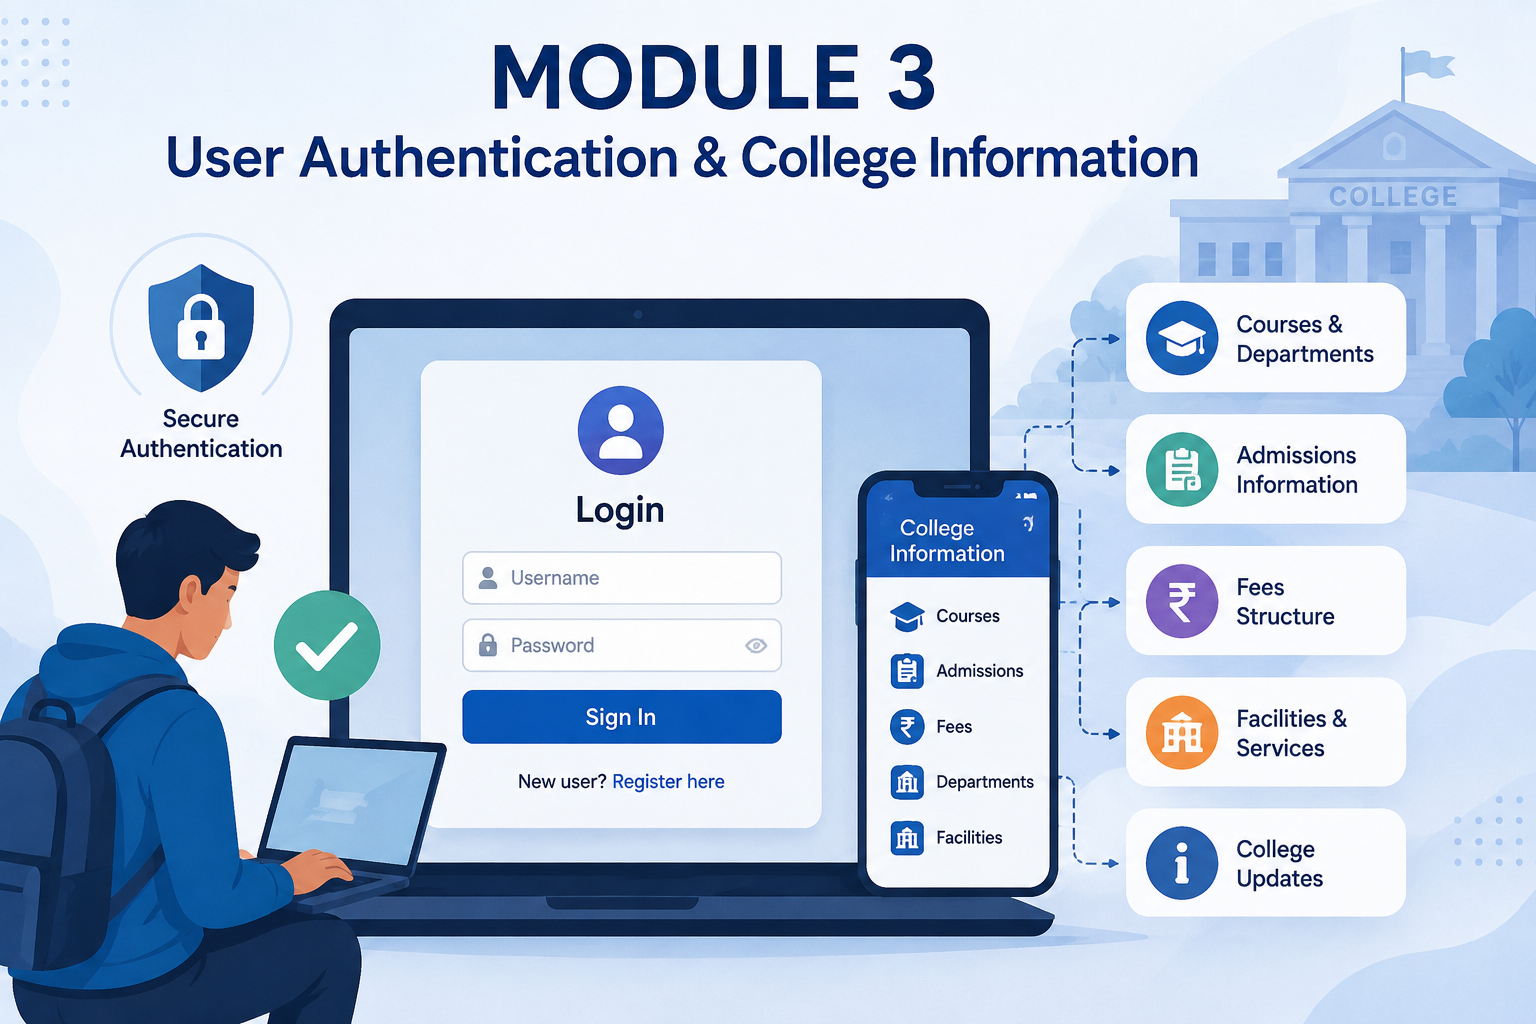 MODULE 3
User Authentication & College Information
COLLEGE
Secure
Authentication
Login
Username
Password
Sign In
New user? Register here
College
Information
Courses
Admissions
Fees
Departments
Facilities
Courses &
Departments
Admissions
Information
₹
Fees
Structure
Facilities &
Services
i
College
Updates